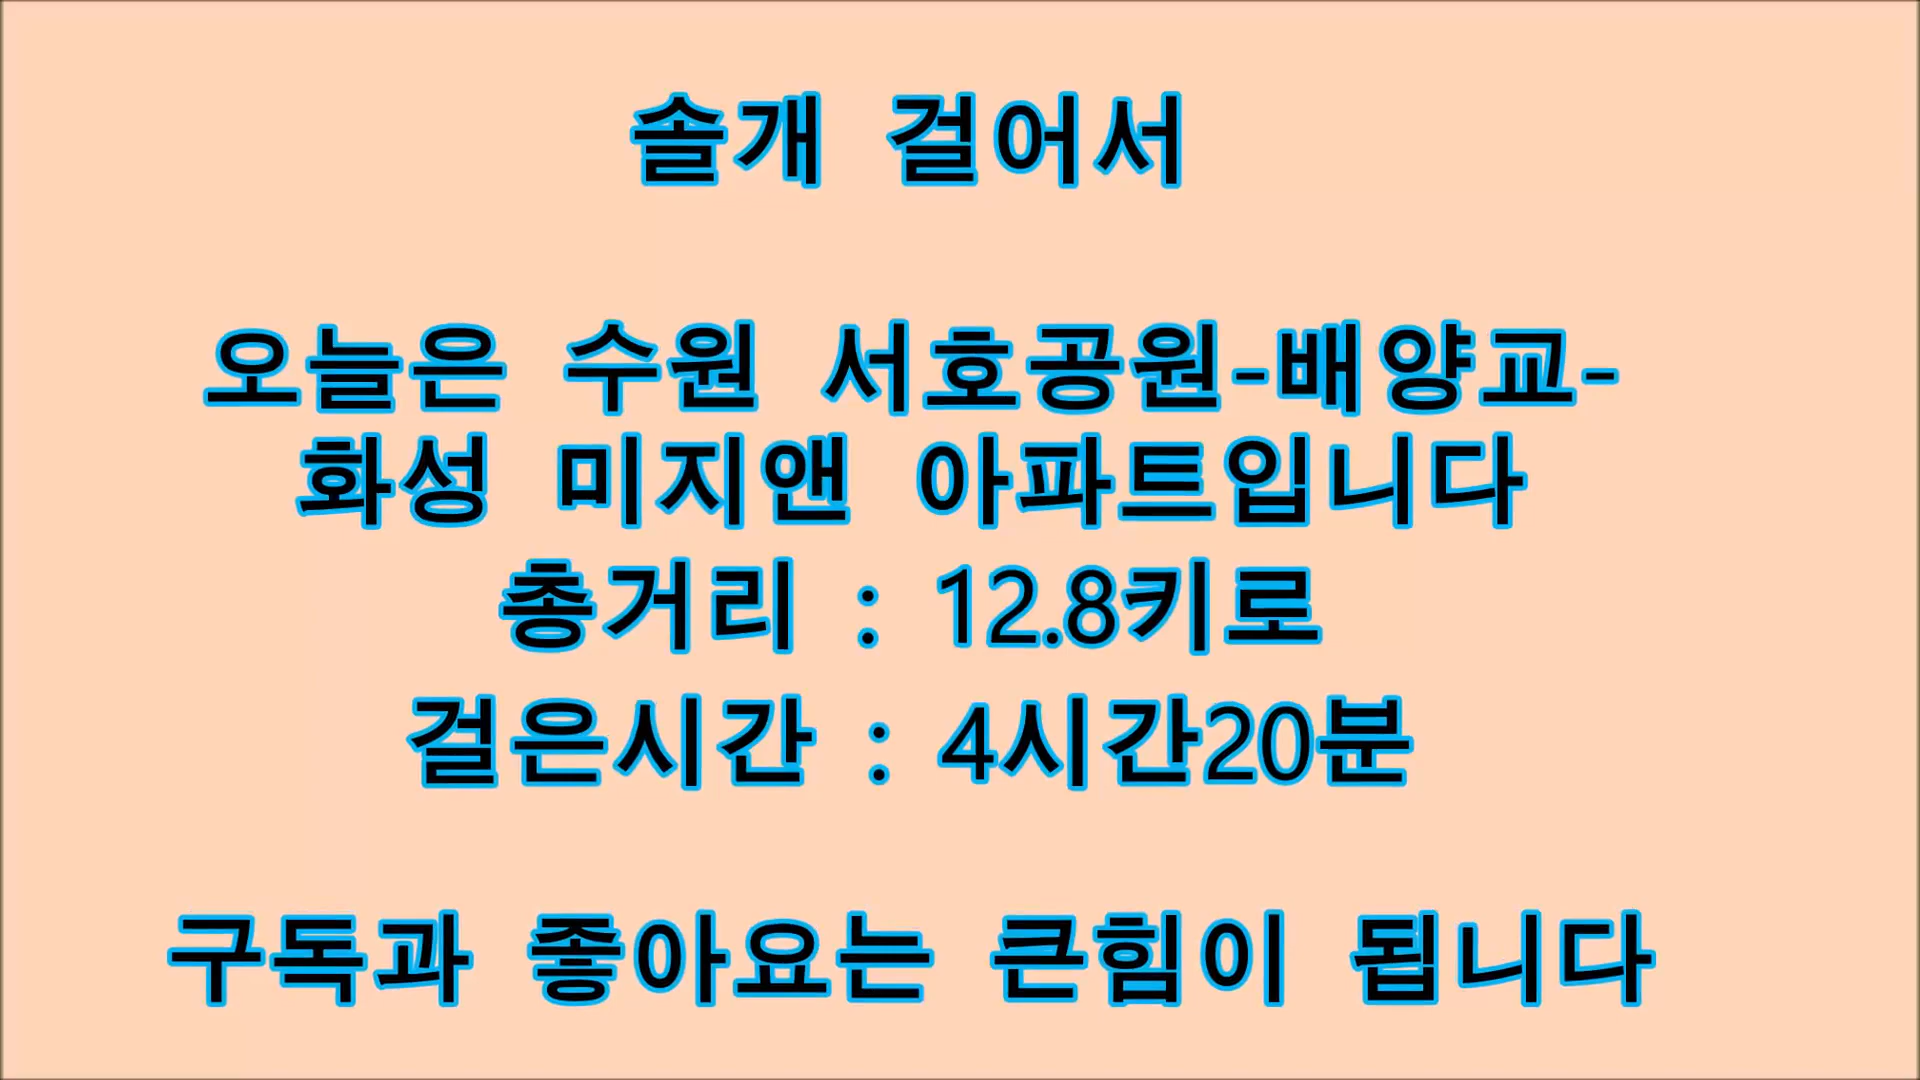 솔개 걸어서
오늘은 수원 서호공원-배양교-
화성 미지앤 아파트입니다
총거리 : 12.8키로
걸은시간 : 4시간20분
구독과 좋아요는 큰힘이 됩니다